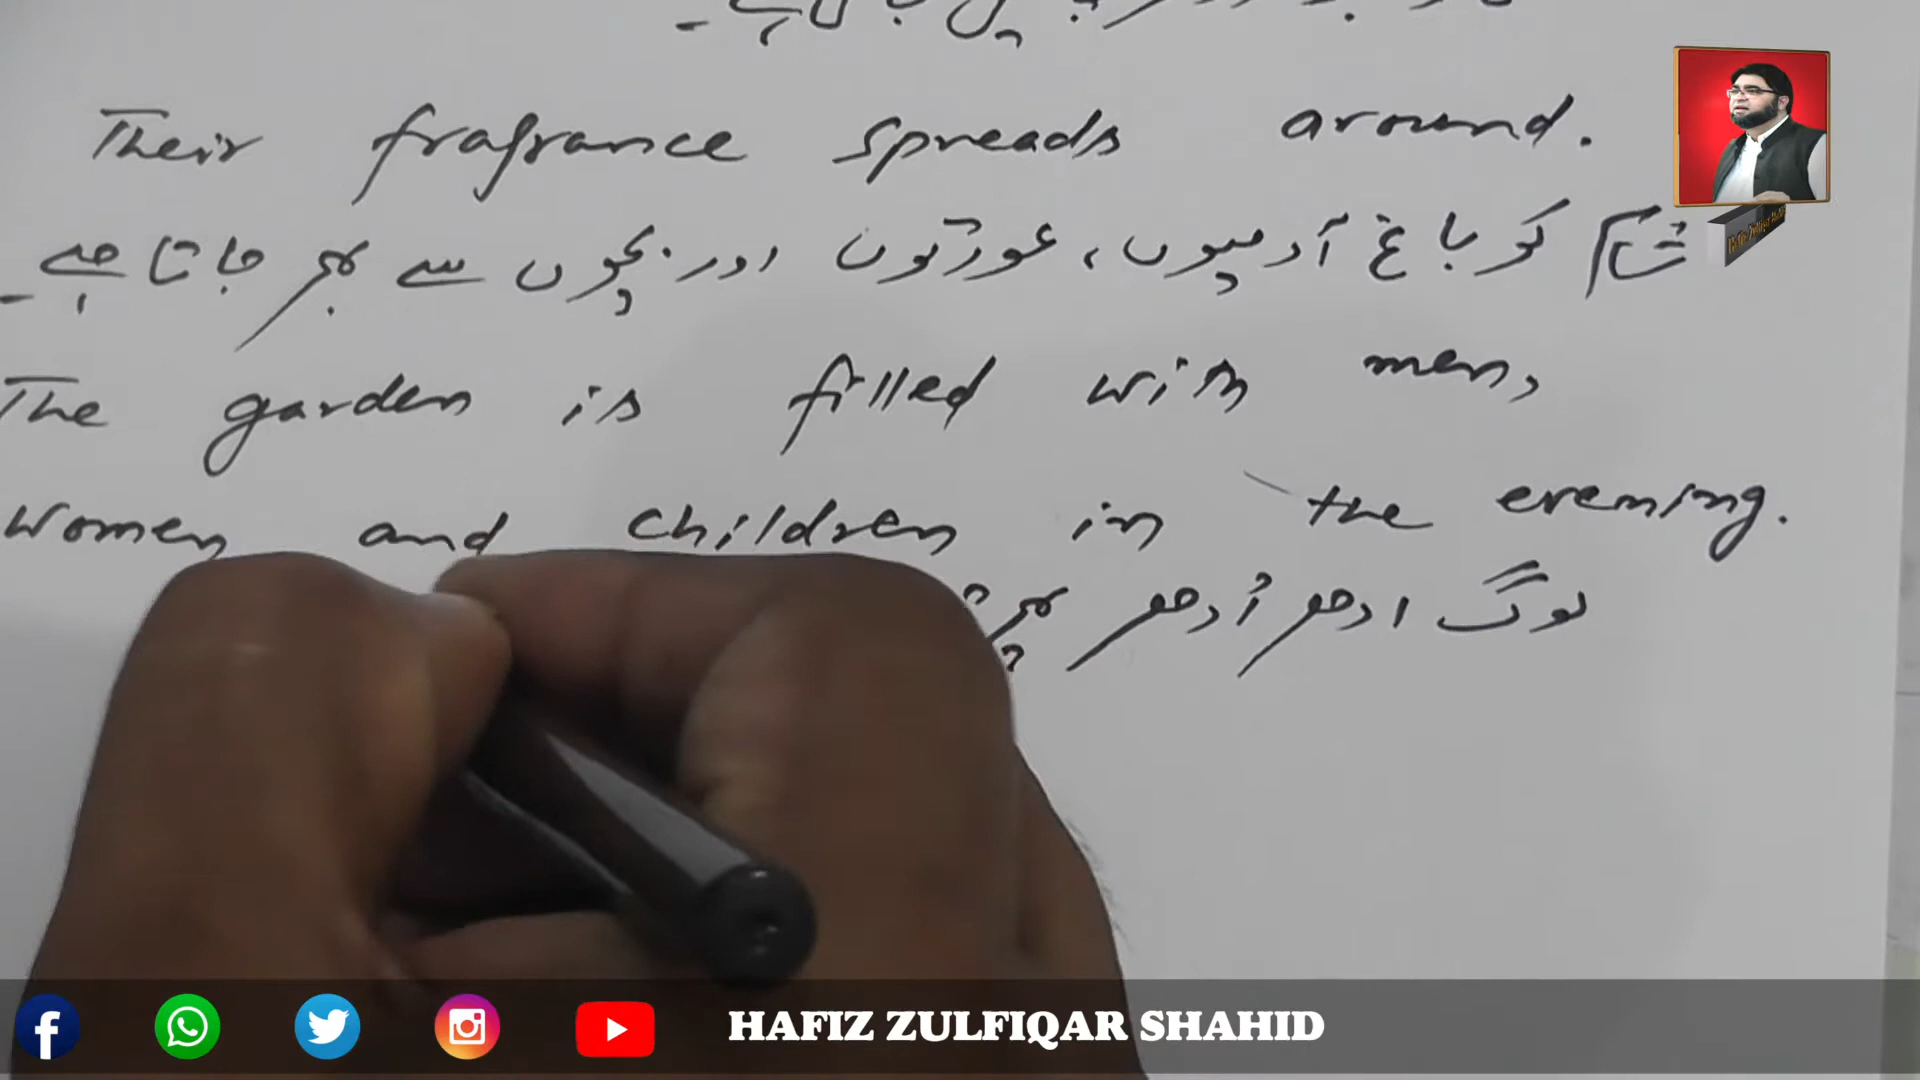 Their fragrance spreads around.
شام کو باغ آدمیوں، عورتوں اور بچوں سے بھر جاتا ہے۔
The garden is filled with men,
women and children in the evening.
لوگ ادھر اُدھر
HAFIZ ZULFIQAR SHAHID